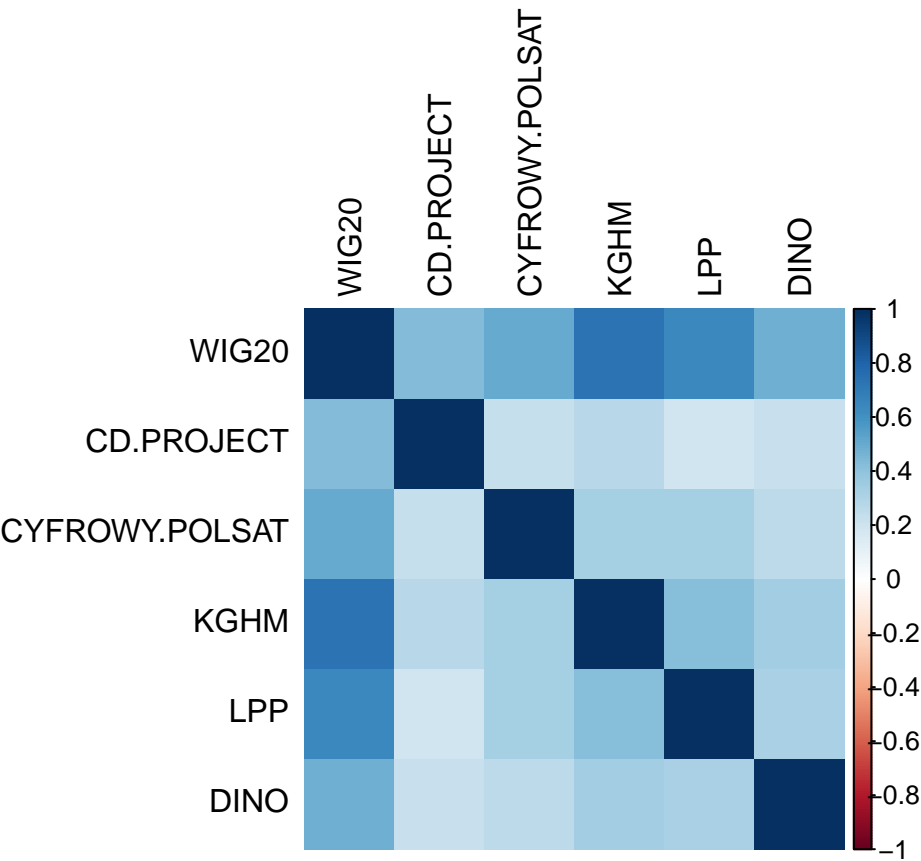 WIG20
CD.PROJECT
CYFROWY.POLSAT
KGHM
LPP
DINO
WIG20
CD.PROJECT
CYFROWY.POLSAT
KGHM
LPP
DINO
1
0.8
0.6
0.4
0.2
0
−0.2
−0.4
−0.6
−0.8
−1